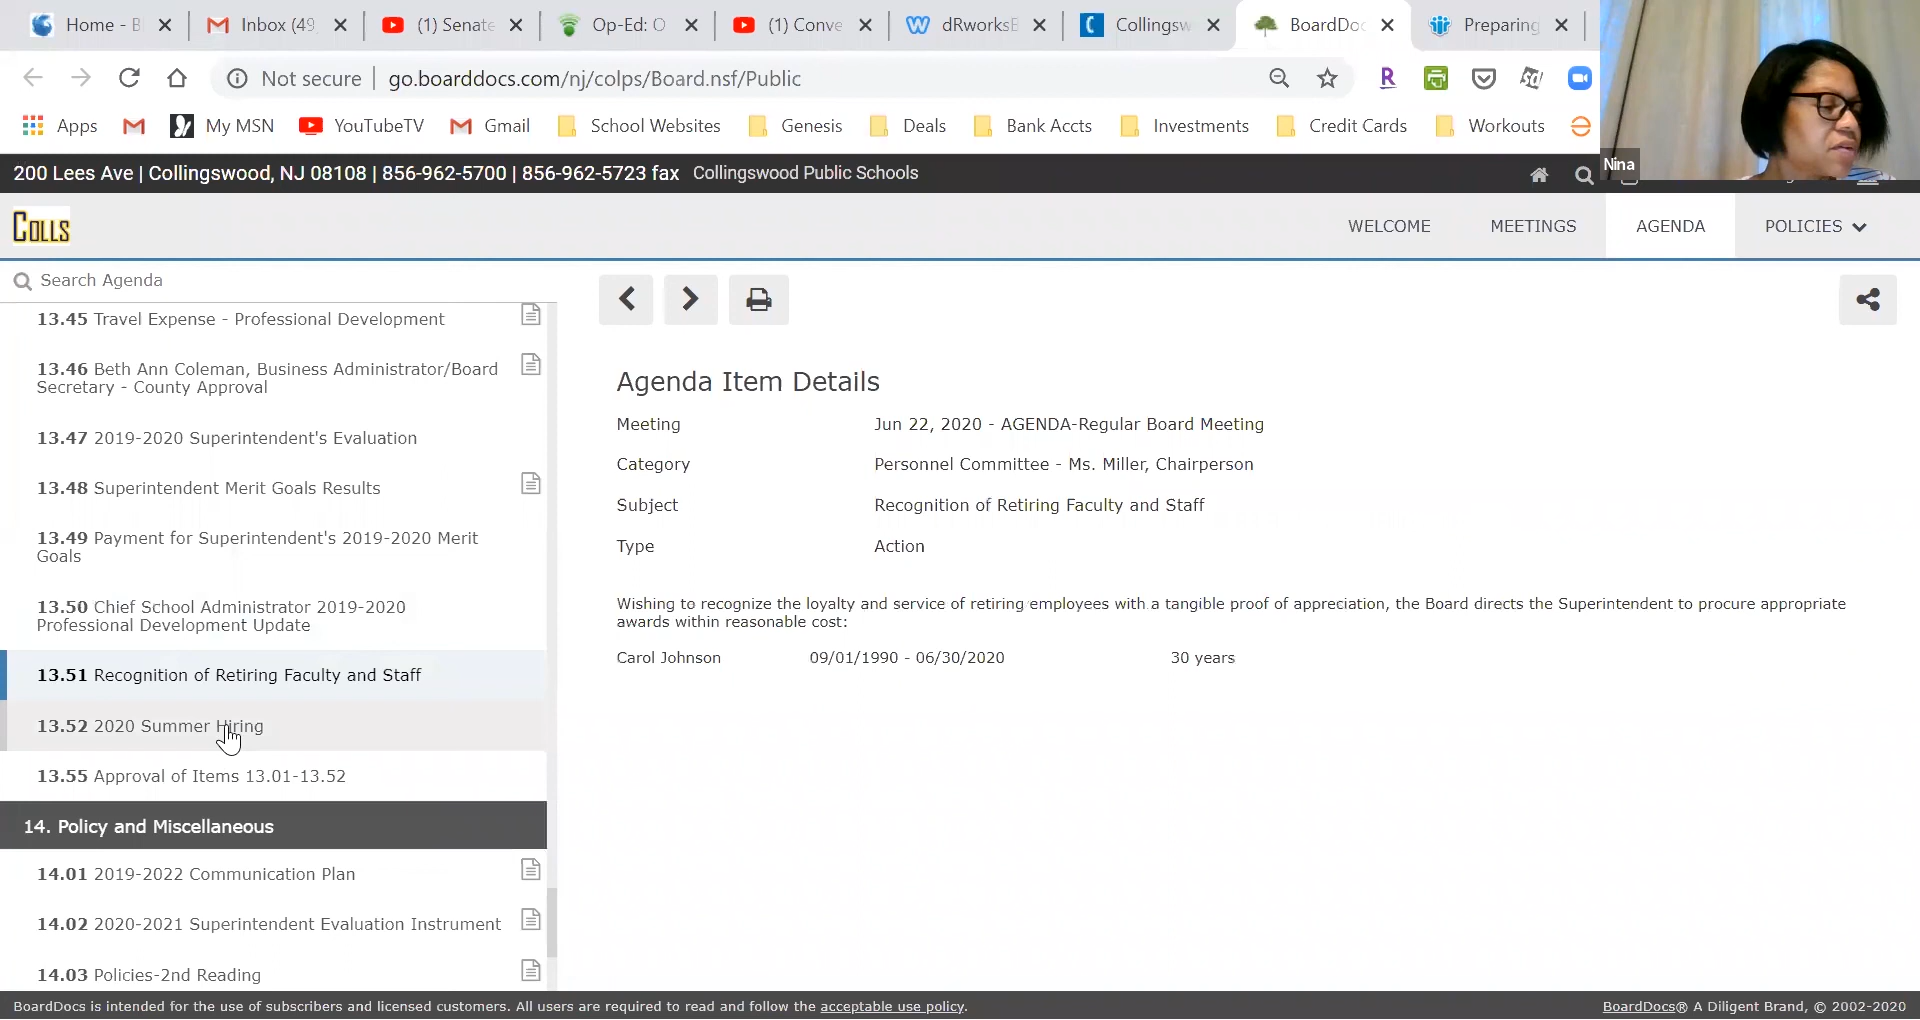 Home - B
Inbox (49
(1) Senate
Op-Ed: O
(1) Conve
dRworksB
Collingsw
BoardDoc
Preparing
Not secure | go.boarddocs.com/nj/colps/Board.nsf/Public
Apps
My MSN
YouTubeTV
Gmail
School Websites
Genesis
Deals
Bank Accts
Investments
Credit Cards
Workouts
Nina
200 Lees Ave | Collingswood, NJ 08108 | 856-962-5700 | 856-962-5723 fax Collingswood Public Schools
COLLS
WELCOME
MEETINGS
AGENDA
POLICIES
Search Agenda
13.45 Travel Expense - Professional Development
13.46 Beth Ann Coleman, Business Administrator/Board
Secretary - County Approval
13.47 2019-2020 Superintendent's Evaluation
13.48 Superintendent Merit Goals Results
13.49 Payment for Superintendent's 2019-2020 Merit
Goals
13.50 Chief School Administrator 2019-2020
Professional Development Update
13.51 Recognition of Retiring Faculty and Staff
13.52 2020 Summer Hiring
13.55 Approval of Items 13.01-13.52
14. Policy and Miscellaneous
14.01 2019-2022 Communication Plan
14.02 2020-2021 Superintendent Evaluation Instrument
14.03 Policies-2nd Reading
Agenda Item Details
Meeting Jun 22, 2020 - AGENDA-Regular Board Meeting
Category Personnel Committee - Ms. Miller, Chairperson
Subject Recognition of Retiring Faculty and Staff
Type Action
Wishing to recognize the loyalty and service of retiring employees with a tangible proof of appreciation, the Board directs the Superintendent to procure appropriate
awards within reasonable cost:
Carol Johnson 09/01/1990 - 06/30/2020 30 years
BoardDocs is intended for the use of subscribers and licensed customers. All users are required to read and follow the acceptable use policy.
BoardDocs® A Diligent Brand, © 2002-2020